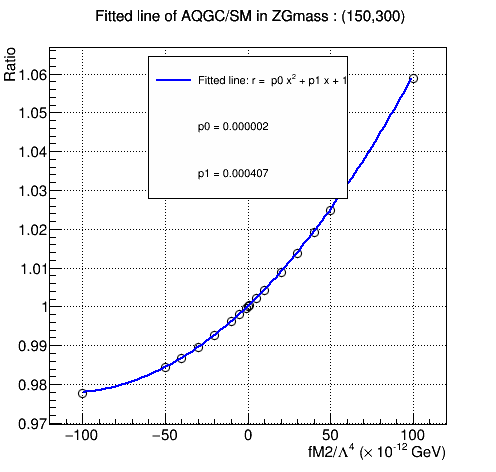 Fitted line of AQGC/SM in ZGmass : (150,300)
Ratio
Fitted line: r = p0 x² + p1 x + 1
p0 = 0.000002
p1 = 0.000407
1.06
1.05
1.04
1.03
1.02
1.01
1
0.99
0.98
0.97
−100 −50 0 50 100
fM2/Λ⁴ (× 10⁻¹² GeV)